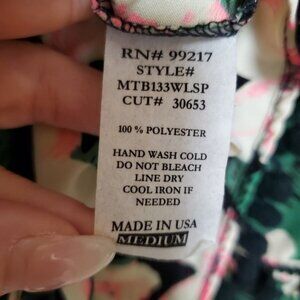 RN# 99217
STYLE#
MTB133WLSP
CUT# 30653
100% POLYESTER
HAND WASH COLD
DO NOT BLEACH
LINE DRY
COOL IRON IF
NEEDED
MADE IN USA
MEDIUM